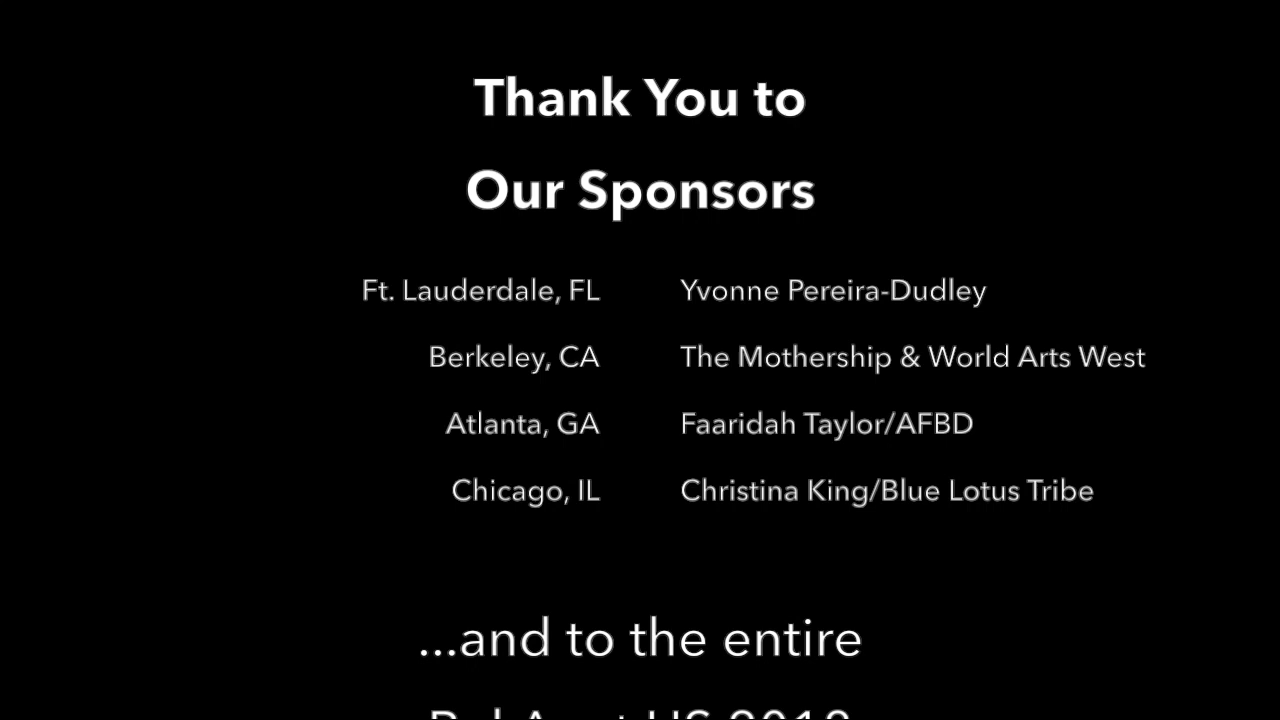 Thank You to
Our Sponsors
Ft. Lauderdale, FL Yvonne Pereira-Dudley
Berkeley, CA The Mothership & World Arts West
Atlanta, GA Faaridah Taylor/AFBD
Chicago, IL Christina King/Blue Lotus Tribe
...and to the entire